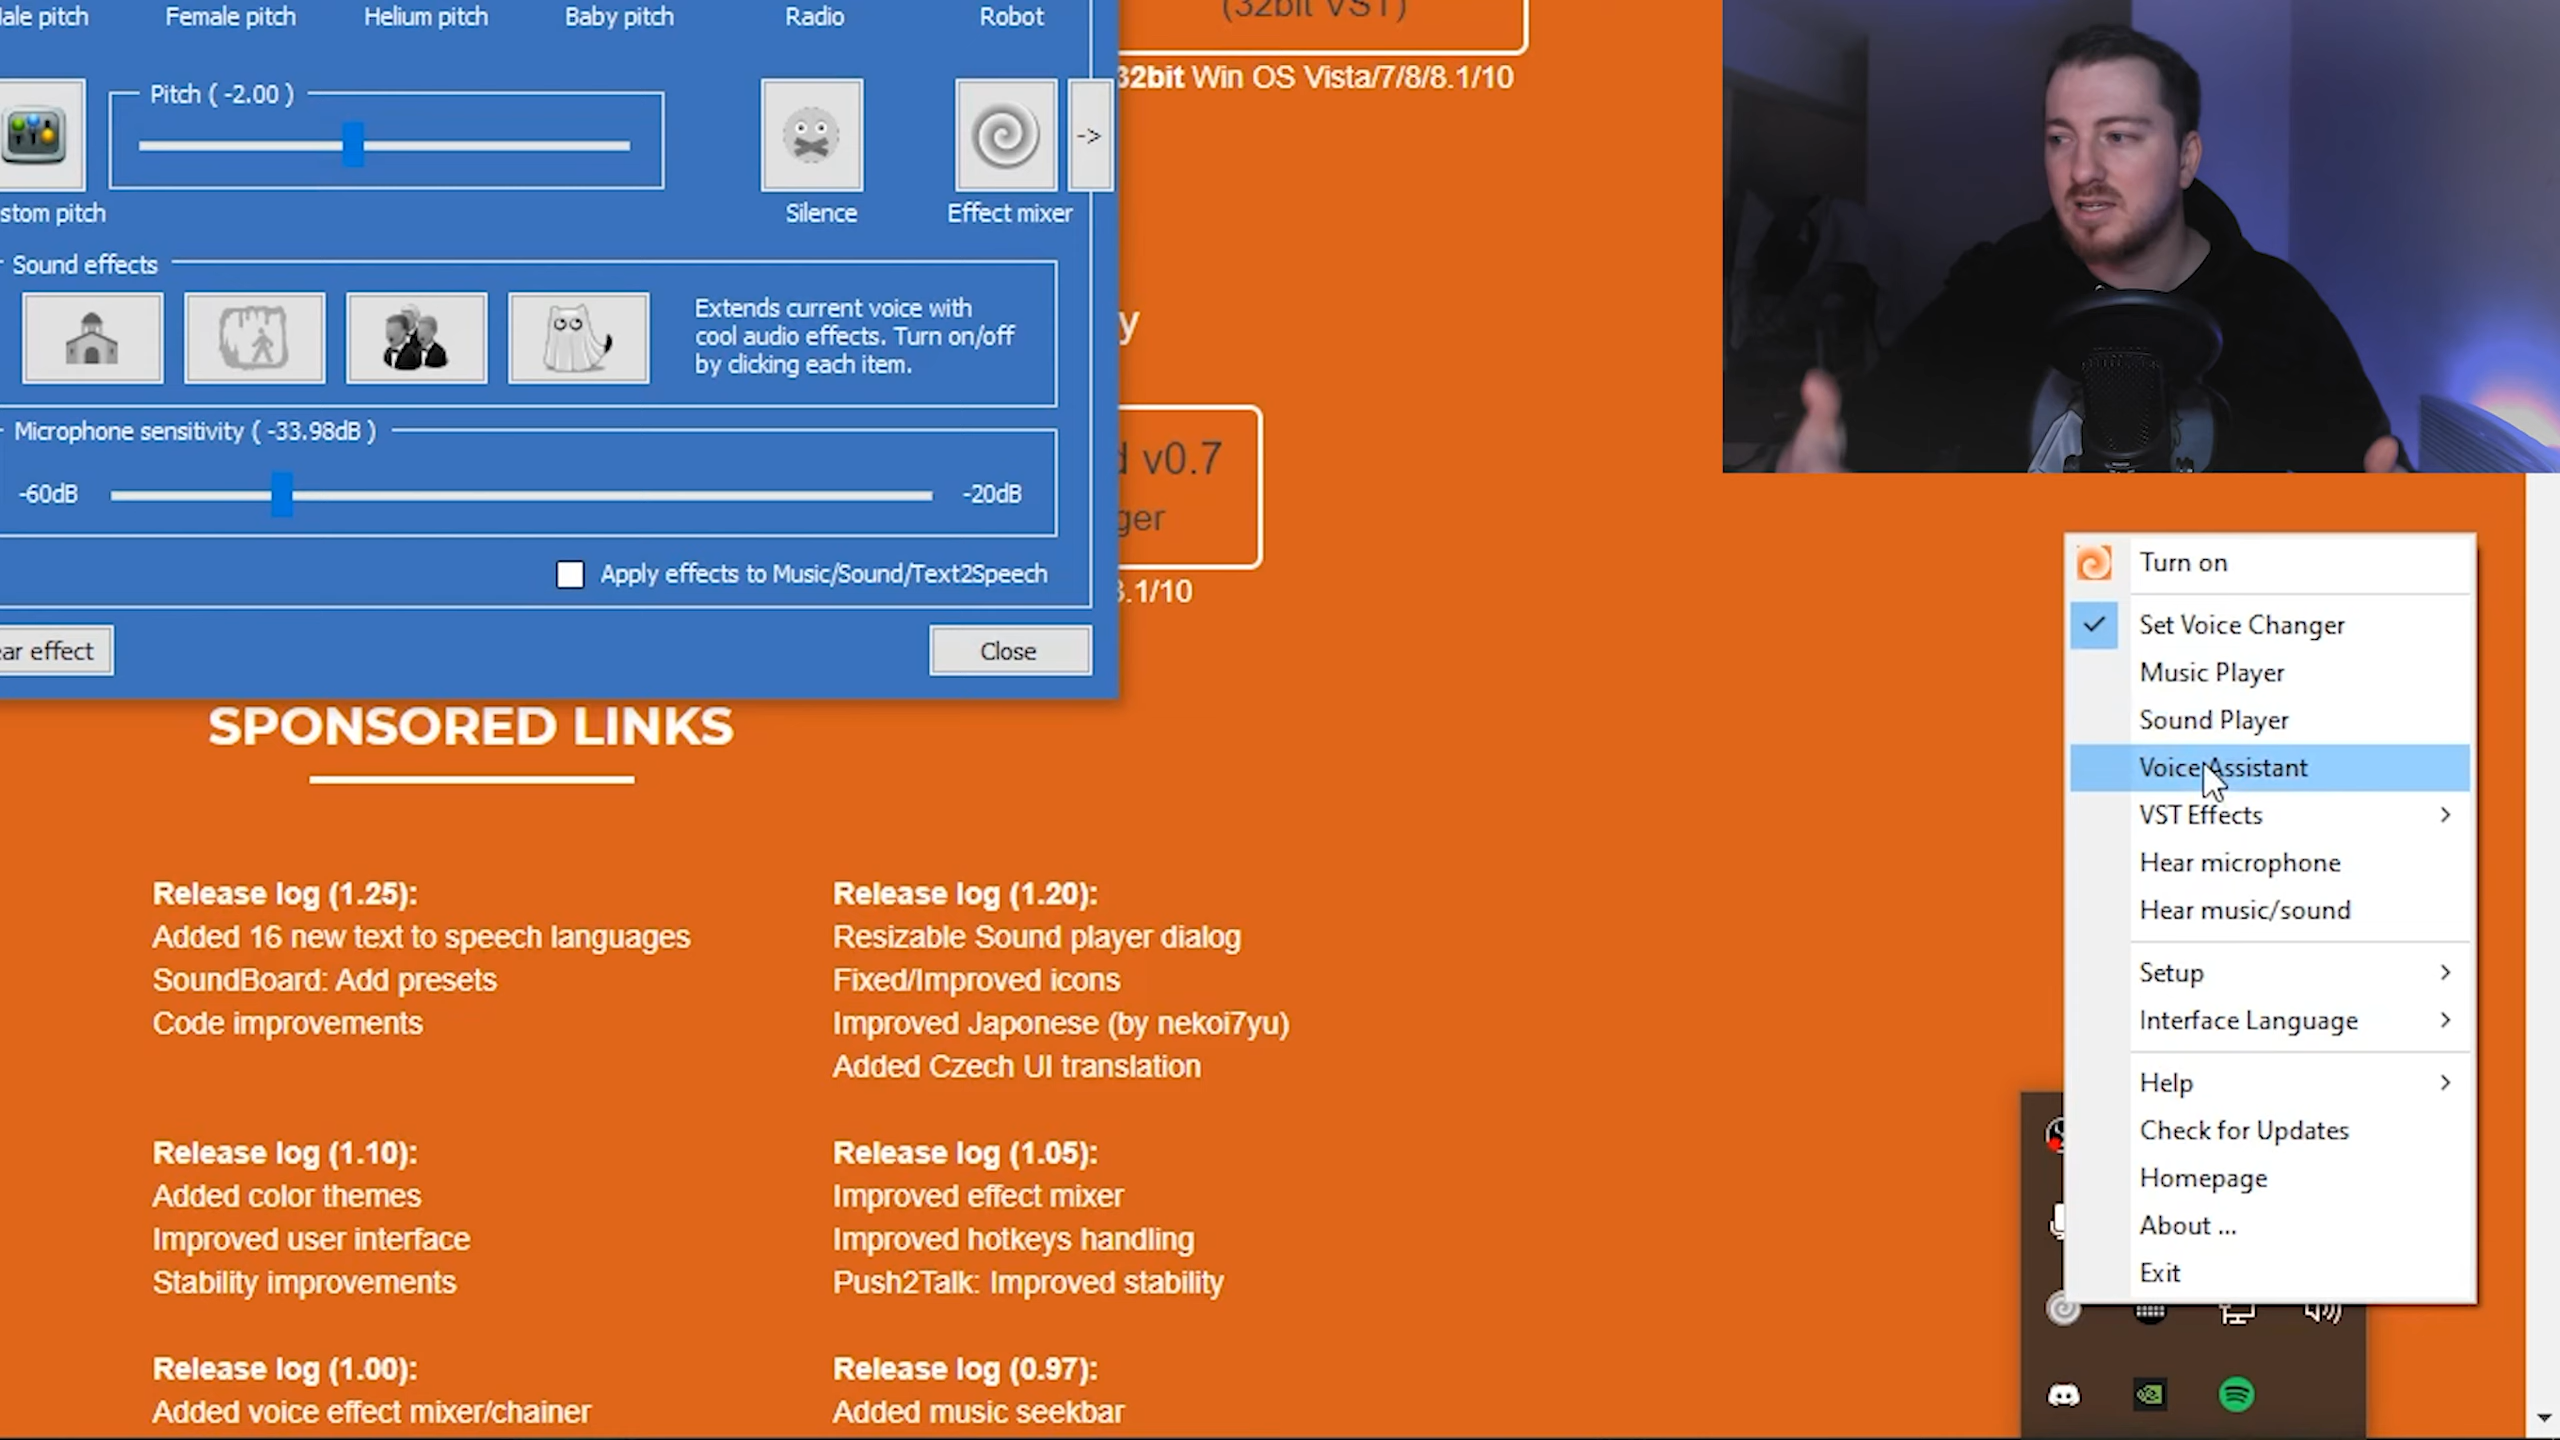 ale pitch
Female pitch
Helium pitch
Baby pitch
Radio
Robot
Pitch ( -2.00 )
->
stom pitch
Silence
Effect mixer
Sound effects
Extends current voice with
cool audio effects. Turn on/off
by clicking each item.
Microphone sensitivity ( -33.98dB )
-60dB
-20dB
Apply effects to Music/Sound/Text2Speech
ar effect
Close
(32bit VST)
32bit Win OS Vista/7/8/8.1/10
y
d v0.7
ger
8.1/10
SPONSORED LINKS
Release log (1.25):
Added 16 new text to speech languages
SoundBoard: Add presets
Code improvements
Release log (1.20):
Resizable Sound player dialog
Fixed/Improved icons
Improved Japonese (by nekoi7yu)
Added Czech UI translation
Release log (1.10):
Added color themes
Improved user interface
Stability improvements
Release log (1.05):
Improved effect mixer
Improved hotkeys handling
Push2Talk: Improved stability
Release log (1.00):
Added voice effect mixer/chainer
Release log (0.97):
Added music seekbar
Turn on
Set Voice Changer
Music Player
Sound Player
Voice Assistant
VST Effects
Hear microphone
Hear music/sound
Setup
Interface Language
Help
Check for Updates
Homepage
About ...
Exit